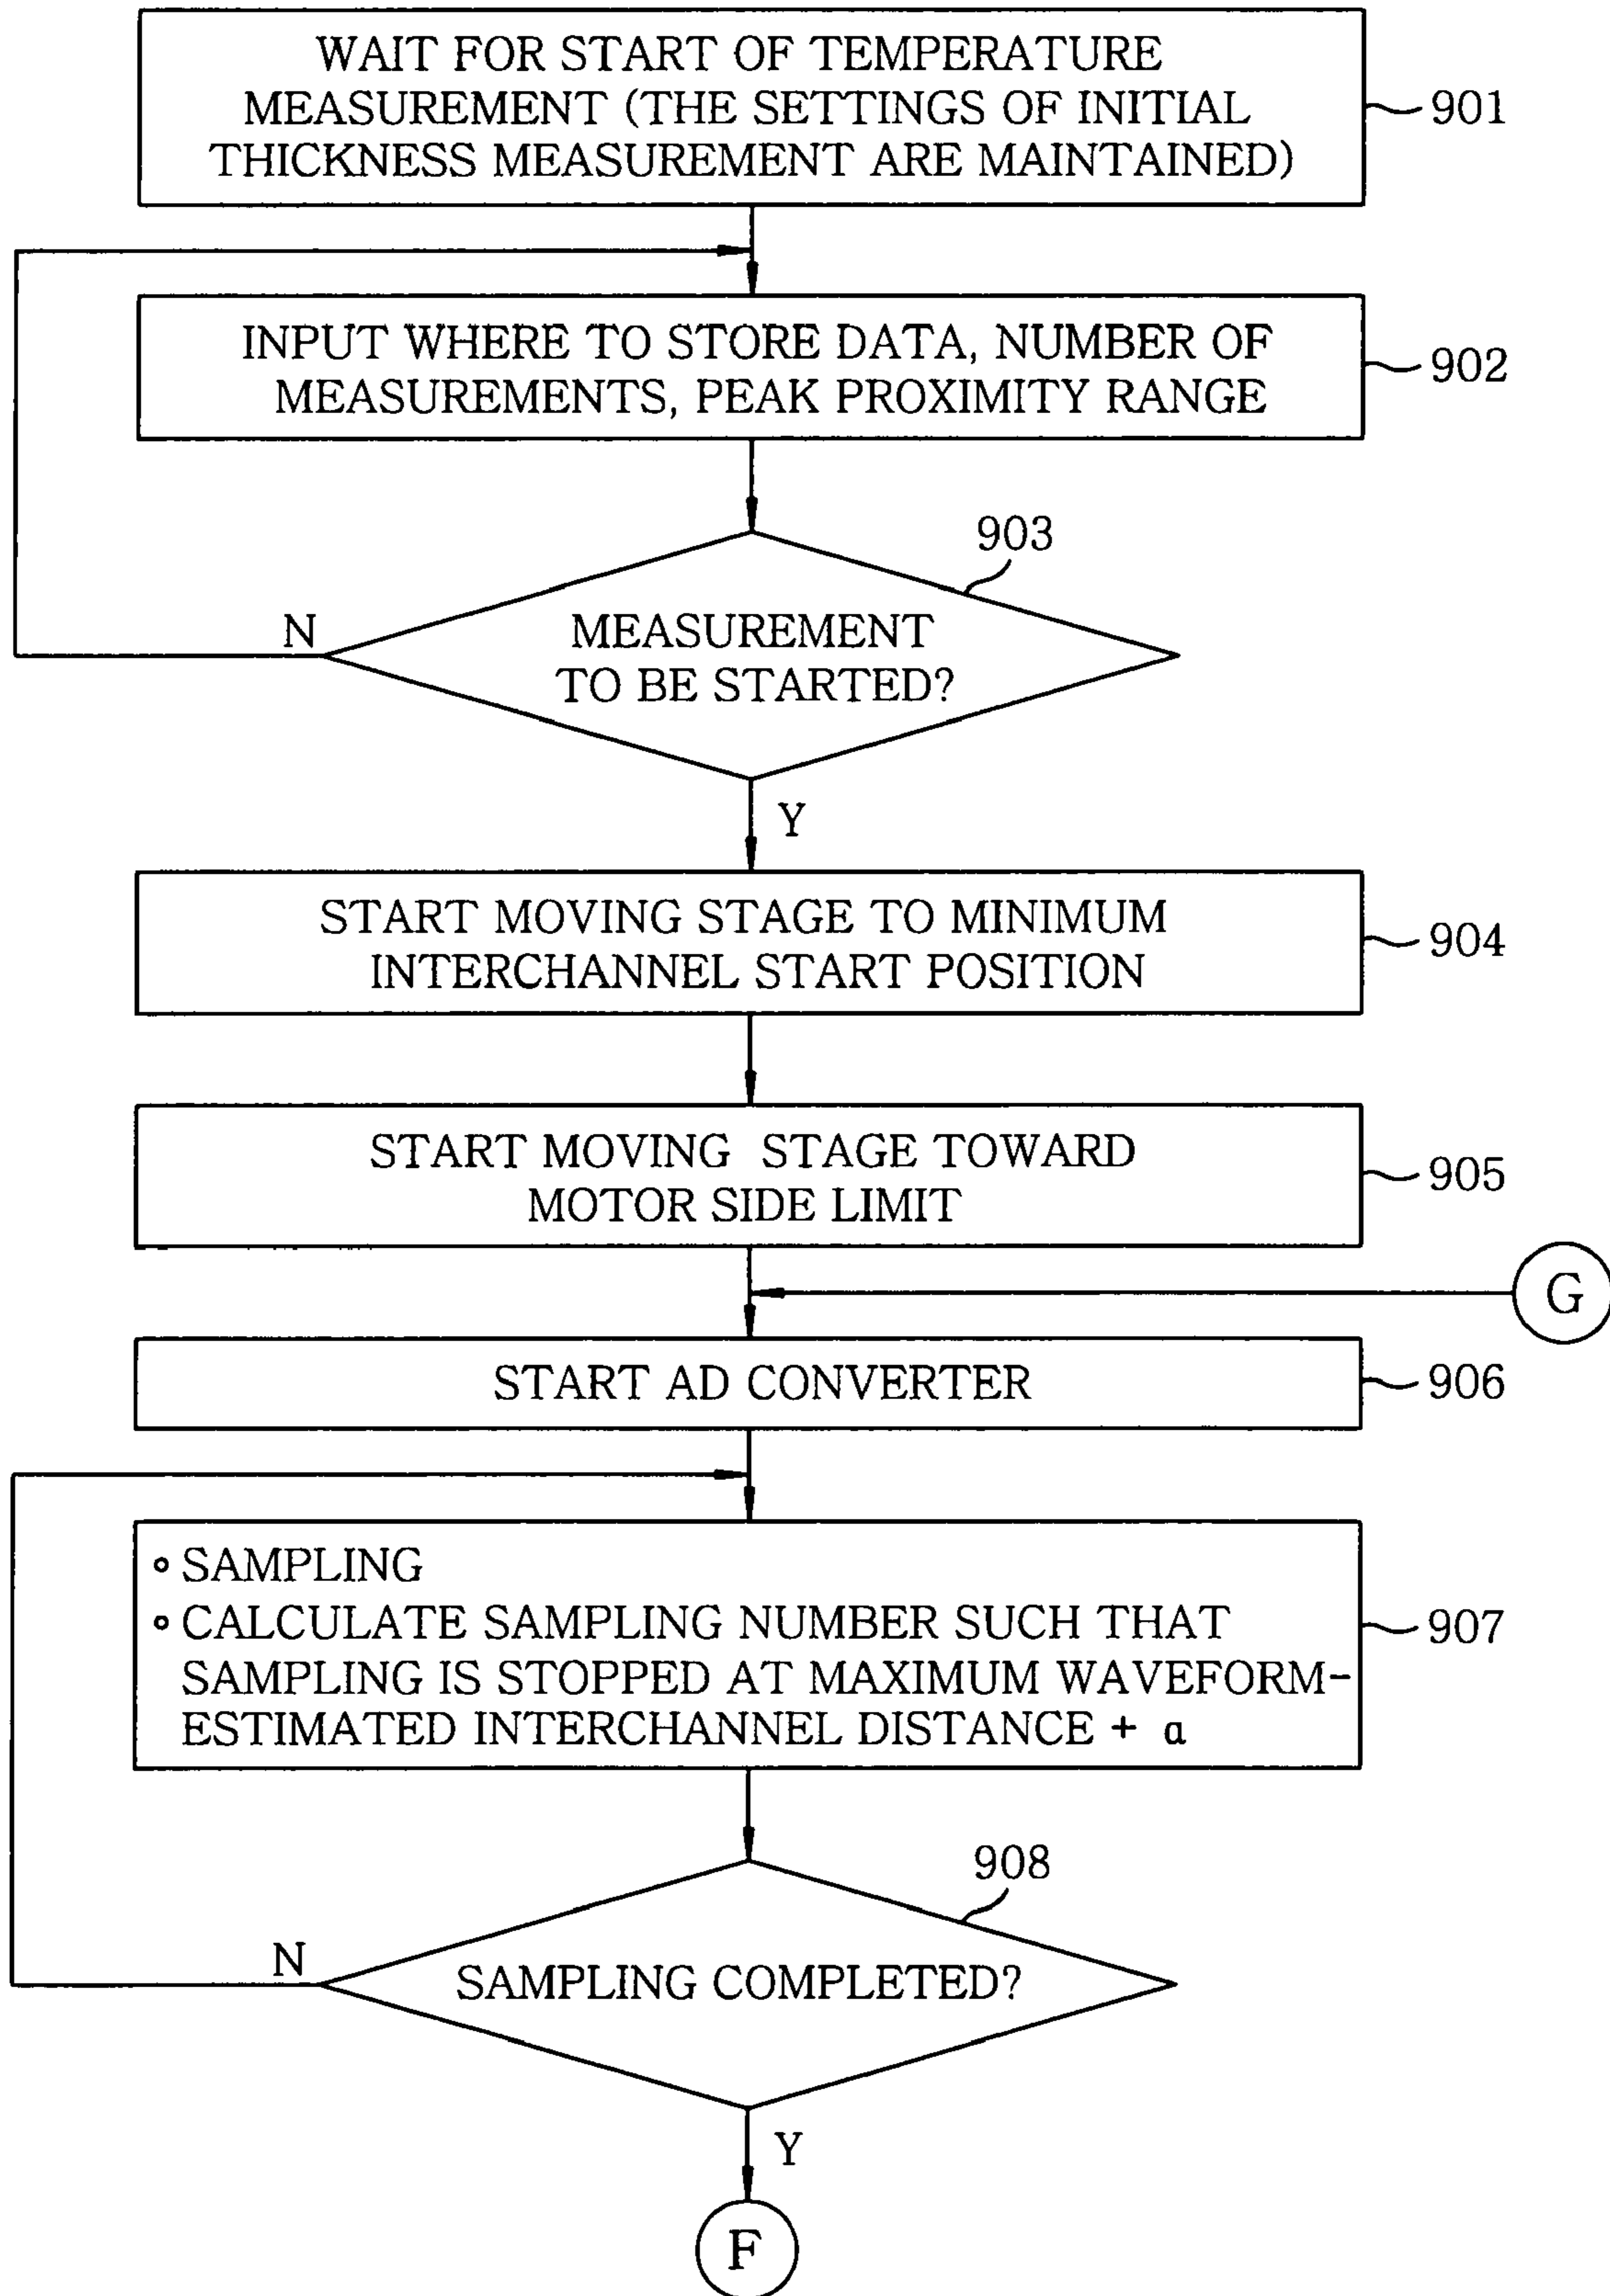 WAIT FOR START OF TEMPERATURE
MEASUREMENT (THE SETTINGS OF INITIAL
THICKNESS MEASUREMENT ARE MAINTAINED)
901
INPUT WHERE TO STORE DATA, NUMBER OF
MEASUREMENTS, PEAK PROXIMITY RANGE
902
903
MEASUREMENT
TO BE STARTED?
N
Y
START MOVING STAGE TO MINIMUM
INTERCHANNEL START POSITION
904
START MOVING STAGE TOWARD
MOTOR SIDE LIMIT
905
G
START AD CONVERTER
906
∘ SAMPLING
∘ CALCULATE SAMPLING NUMBER SUCH THAT
SAMPLING IS STOPPED AT MAXIMUM WAVEFORM-
ESTIMATED INTERCHANNEL DISTANCE + α
907
908
N
SAMPLING COMPLETED?
Y
F